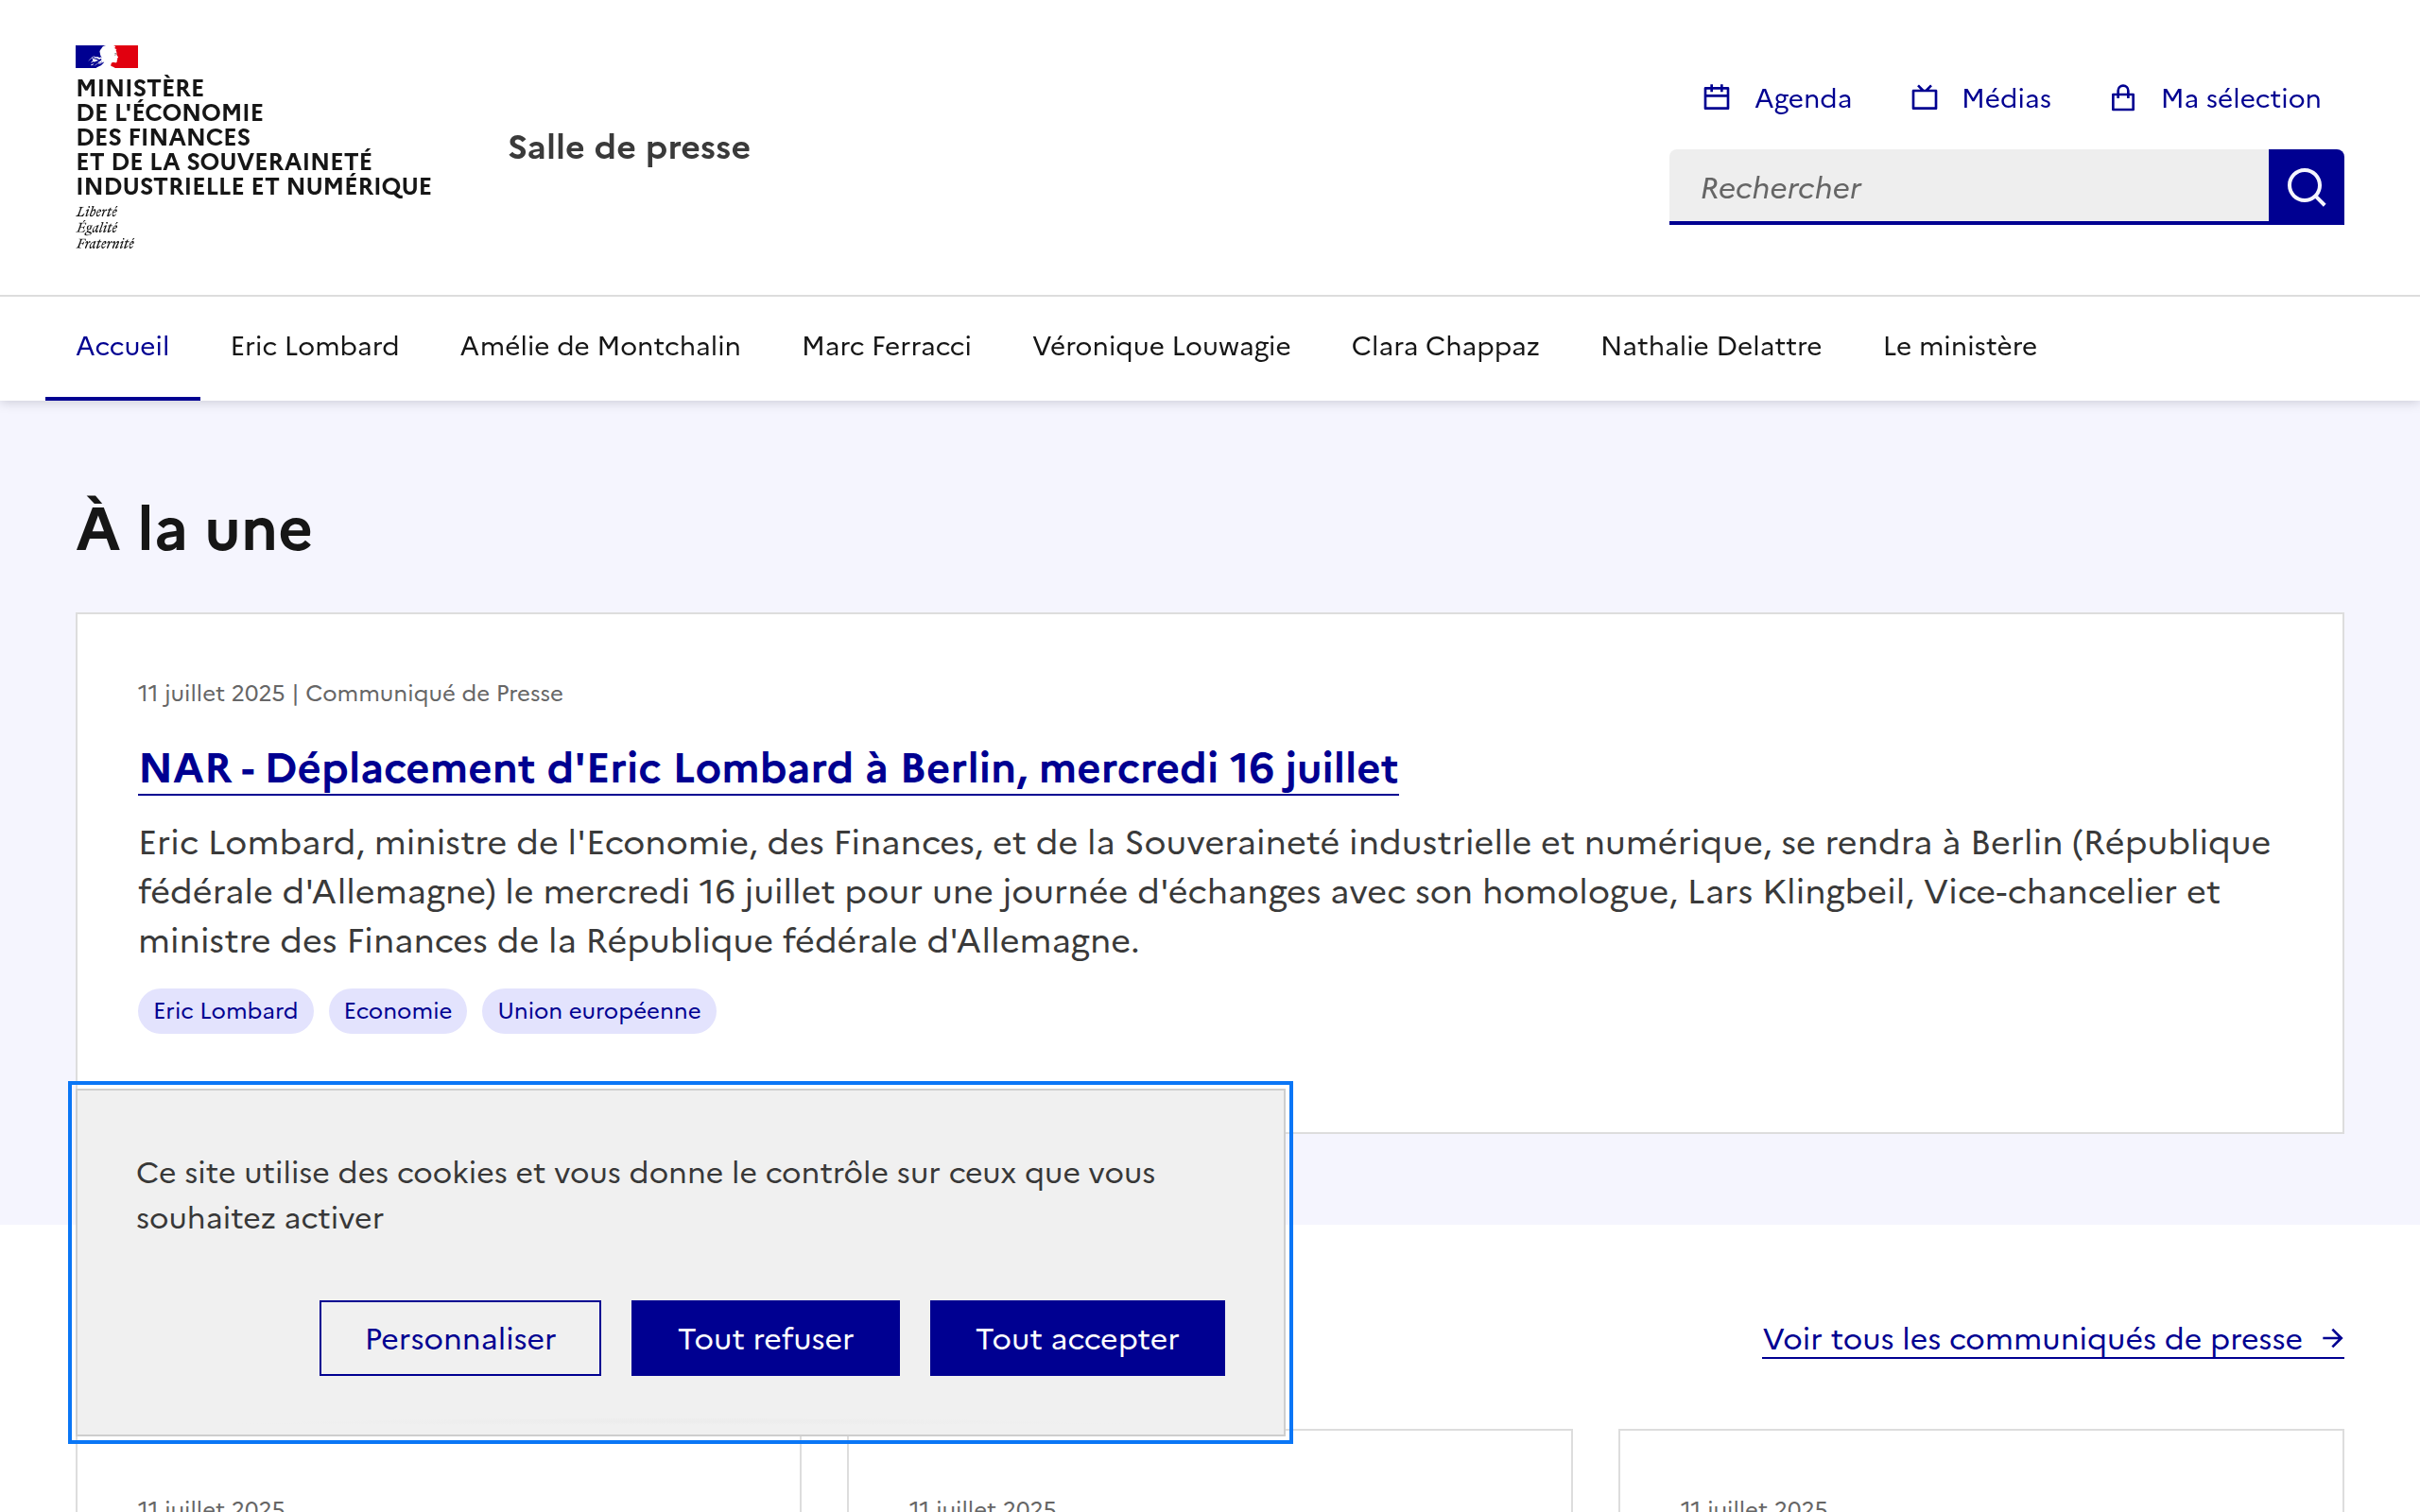 MINISTÈRE
DE L'ÉCONOMIE
DES FINANCES
ET DE LA SOUVERAINETÉ
INDUSTRIELLE ET NUMÉRIQUE
Liberté
Égalité
Fraternité
Salle de presse
Agenda
Médias
Ma sélection
Rechercher
Accueil
Eric Lombard
Amélie de Montchalin
Marc Ferracci
Véronique Louwagie
Clara Chappaz
Nathalie Delattre
Le ministère
À la une
11 juillet 2025 | Communiqué de Presse
NAR - Déplacement d'Eric Lombard à Berlin, mercredi 16 juillet
Eric Lombard, ministre de l'Economie, des Finances, et de la Souveraineté industrielle et numérique, se rendra à Berlin (République
fédérale d'Allemagne) le mercredi 16 juillet pour une journée d'échanges avec son homologue, Lars Klingbeil, Vice-chancelier et
ministre des Finances de la République fédérale d'Allemagne.
Eric Lombard
Economie
Union européenne
Ce site utilise des cookies et vous donne le contrôle sur ceux que vous
souhaitez activer
Personnaliser
Tout refuser
Tout accepter
Voir tous les communiqués de presse
11 juillet 2025
11 juillet 2025
11 juillet 2025